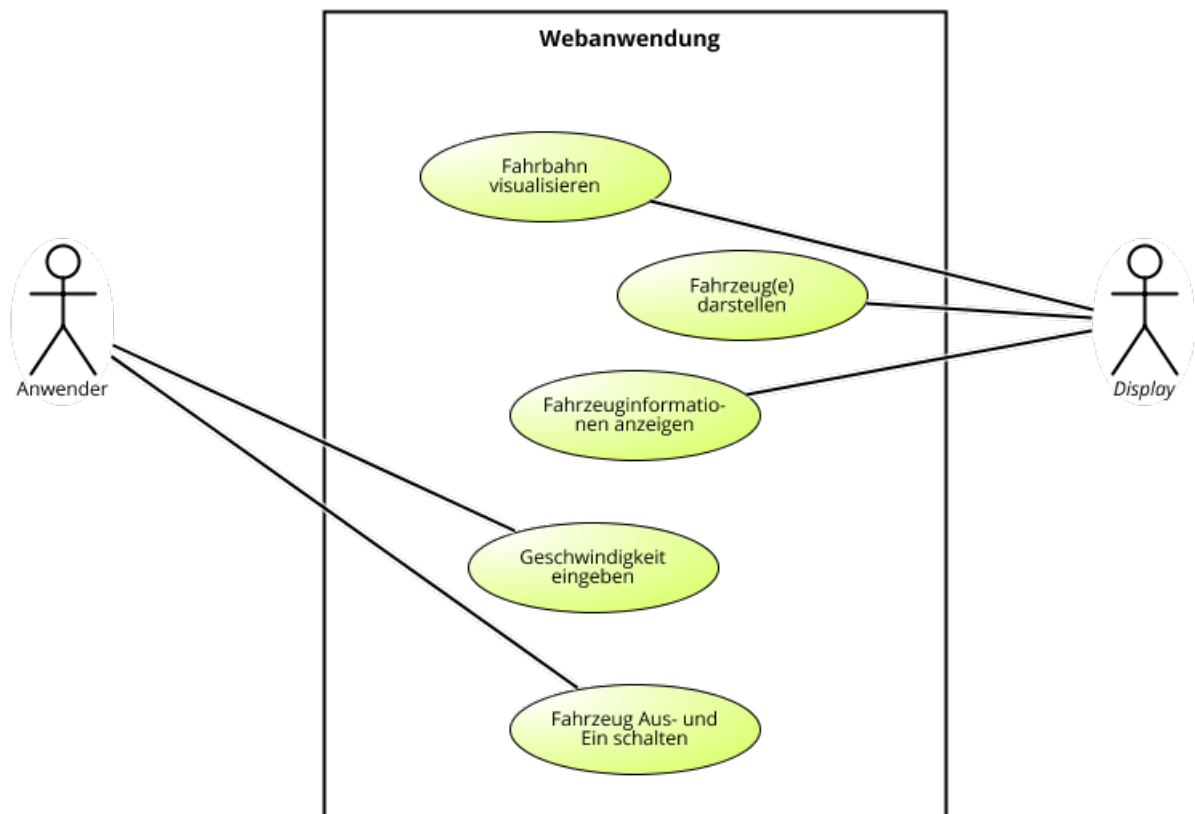 Webanwendung
Fahrbahn
visualisieren
Fahrzeug(e)
darstellen
Anwender
Display
Fahrzeuginformatio-
nen anzeigen
Geschwindigkeit
eingeben
Fahrzeug Aus- und
Ein schalten